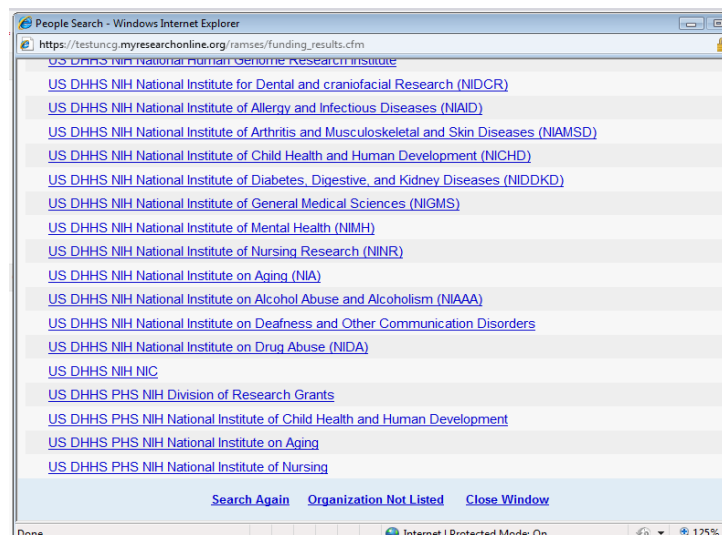 People Search - Windows Internet Explorer
https://testuncg.myresearchonline.org/ramses/funding_results.cfm
US DHHS NIH National Human Genome Research Institute
US DHHS NIH National Institute for Dental and craniofacial Research (NIDCR)
US DHHS NIH National Institute of Allergy and Infectious Diseases (NIAID)
US DHHS NIH National Institute of Arthritis and Musculoskeletal and Skin Diseases (NIAMSD)
US DHHS NIH National Institute of Child Health and Human Development (NICHD)
US DHHS NIH National Institute of Diabetes, Digestive, and Kidney Diseases (NIDDKD)
US DHHS NIH National Institute of General Medical Sciences (NIGMS)
US DHHS NIH National Institute of Mental Health (NIMH)
US DHHS NIH National Institute of Nursing Research (NINR)
US DHHS NIH National Institute on Aging (NIA)
US DHHS NIH National Institute on Alcohol Abuse and Alcoholism (NIAAA)
US DHHS NIH National Institute on Deafness and Other Communication Disorders
US DHHS NIH National Institute on Drug Abuse (NIDA)
US DHHS NIH NIC
US DHHS PHS NIH Division of Research Grants
US DHHS PHS NIH National Institute of Child Health and Human Development
US DHHS PHS NIH National Institute on Aging
US DHHS PHS NIH National Institute of Nursing
Search Again Organization Not Listed Close Window
Done Internet | Protected Mode: On 125%